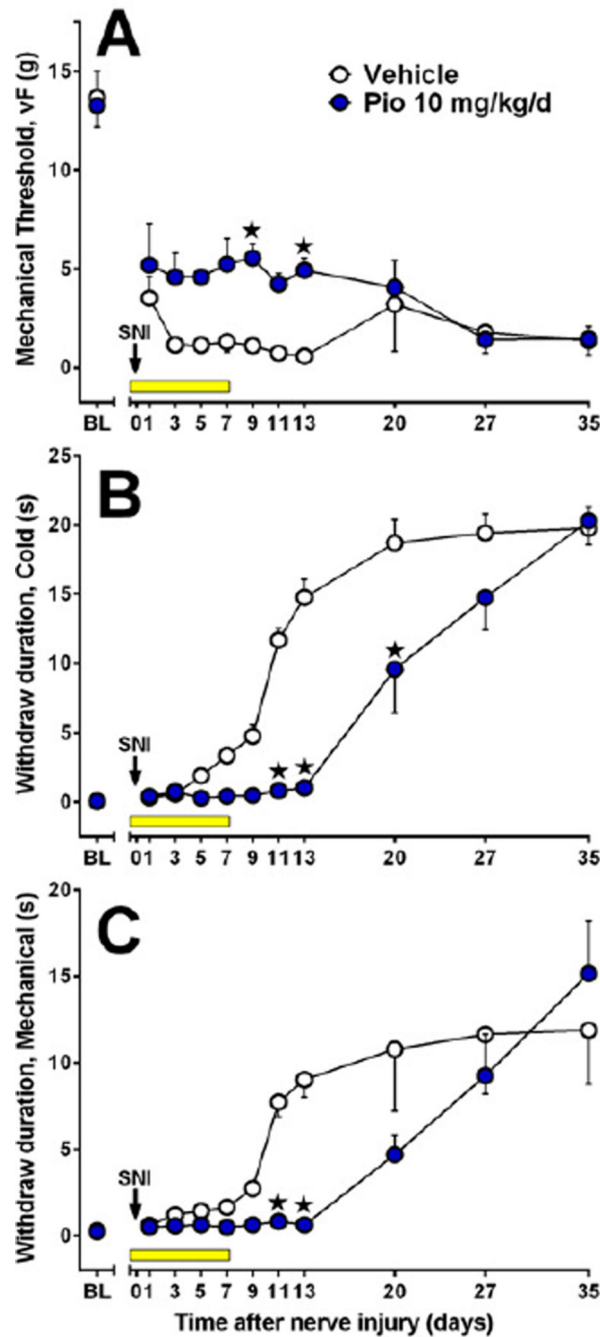 A
Mechanical Threshold, vF (g)
15
10
5
0
Vehicle
Pio 10 mg/kg/d
SNI
BL 0 1 3 5 7 9 11 13 20 27 35
B
Withdraw duration, Cold (s)
25
20
15
10
5
0
SNI
BL 0 1 3 5 7 9 11 13 20 27 35
C
Withdraw duration, Mechanical (s)
20
15
10
5
0
SNI
BL 0 1 3 5 7 9 11 13 20 27 35
Time after nerve injury (days)